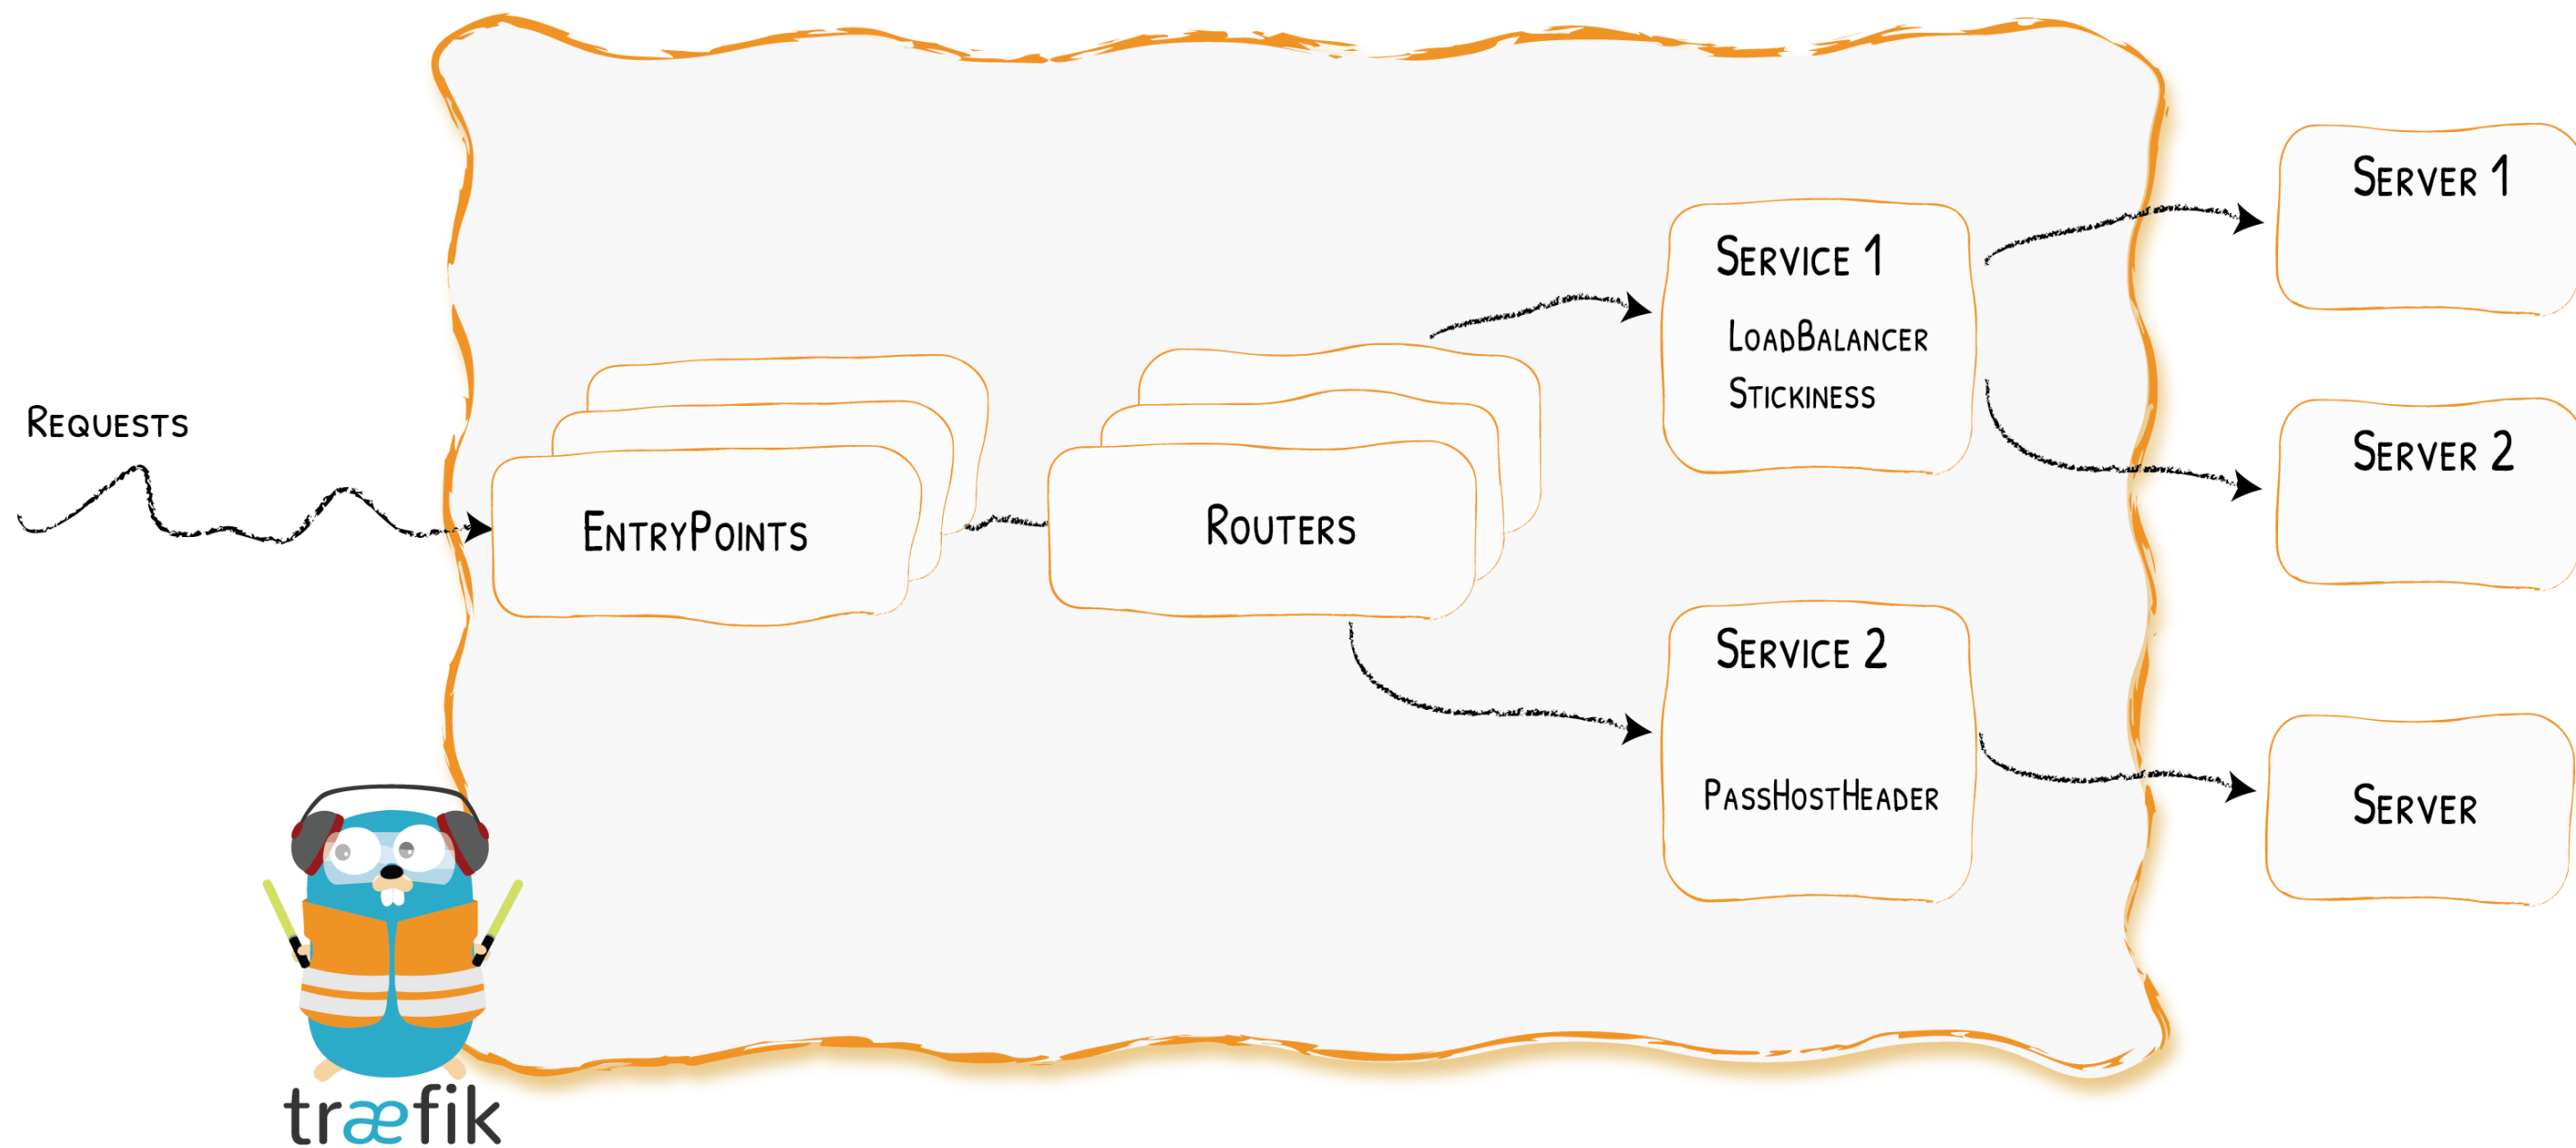 Requests
EntryPoints
Routers
Service 1
LoadBalancer
Stickiness
Service 2
PassHostHeader
Server 1
Server 2
Server
træfik